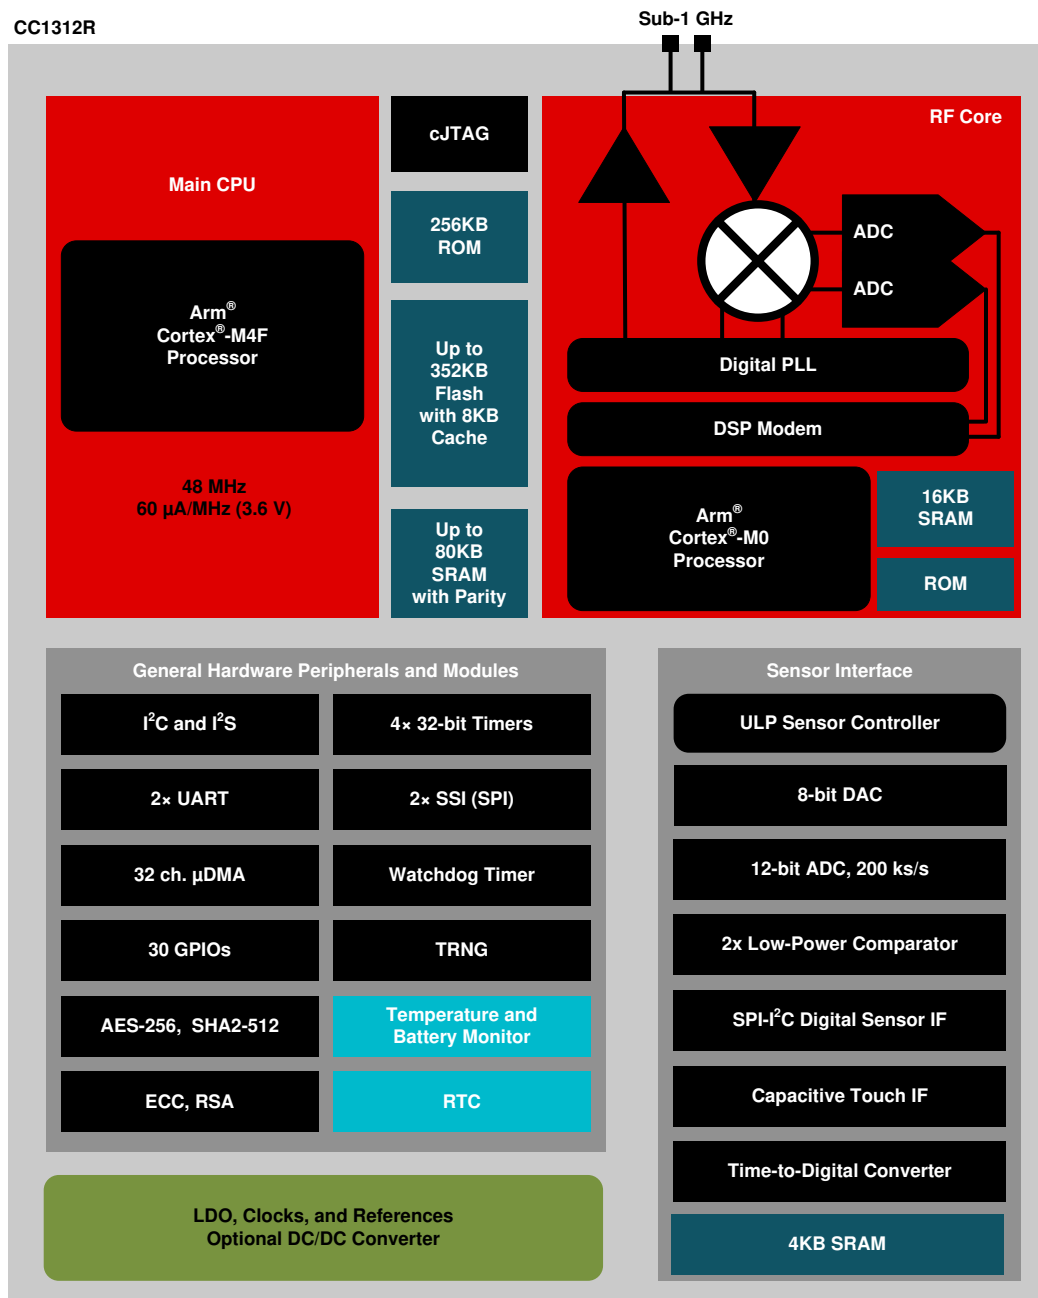 CC1312R
Sub-1 GHz
Main CPU
Arm®
Cortex®-M4F
Processor
48 MHz
60 µA/MHz (3.6 V)
cJTAG
256KB
ROM
Up to
352KB
Flash
with 8KB
Cache
Up to
80KB
SRAM
with Parity
RF Core
ADC
ADC
Digital PLL
DSP Modem
Arm®
Cortex®-M0
Processor
16KB
SRAM
ROM
General Hardware Peripherals and Modules
I²C and I²S
4× 32-bit Timers
2× UART
2× SSI (SPI)
32 ch. µDMA
Watchdog Timer
30 GPIOs
TRNG
AES-256, SHA2-512
Temperature and
Battery Monitor
ECC, RSA
RTC
LDO, Clocks, and References
Optional DC/DC Converter
Sensor Interface
ULP Sensor Controller
8-bit DAC
12-bit ADC, 200 ks/s
2x Low-Power Comparator
SPI-I²C Digital Sensor IF
Capacitive Touch IF
Time-to-Digital Converter
4KB SRAM